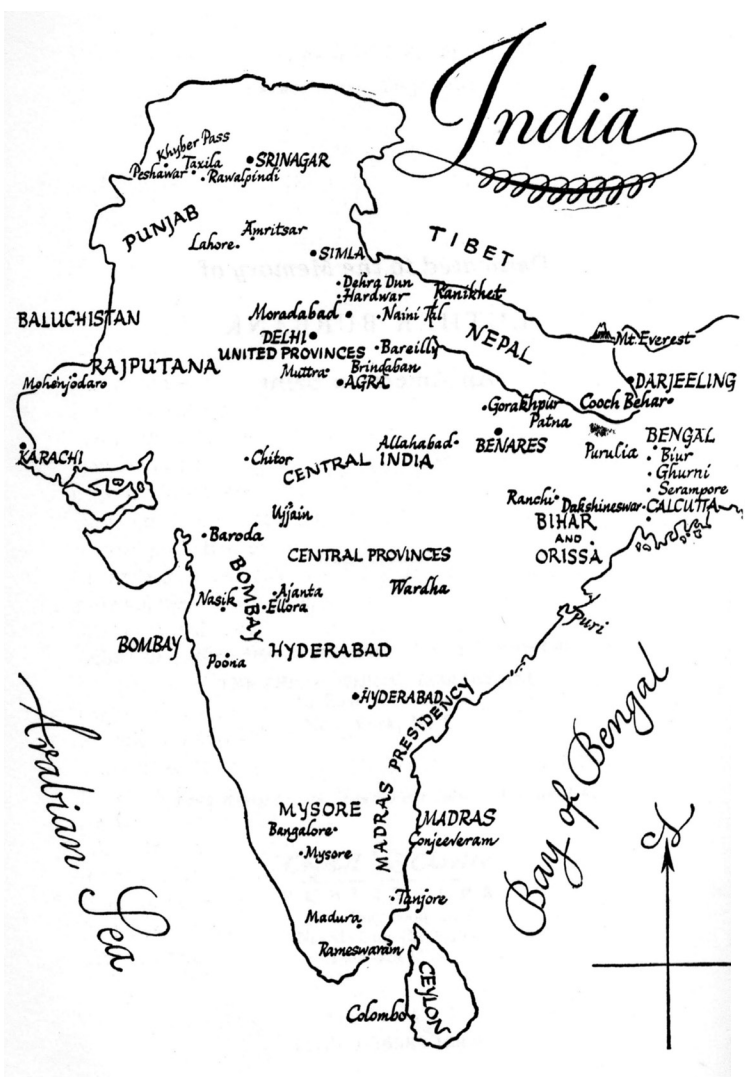 India
Khyber Pass
Peshawar
Taxila
Rawalpindi
SRINAGAR
PUNJAB
Lahore
Amritsar
SIMLA
TIBET
Dehra Dun
Hardwar
Ranikhet
Moradabad
Naini Tal
BALUCHISTAN
DELHI
NEPAL
Mt. Everest
RAJPUTANA
UNITED PROVINCES
Bareilly
Muttra
Brindaban
AGRA
Mohenjodaro
DARJEELING
Gorakhpur
Cooch Behar
Patna
KARACHI
Chitor
CENTRAL INDIA
Allahabad
BENARES
Purulia
BENGAL
Biur
Ghurni
Serampore
Ranchi
Dakshineswar
CALCUTTA
BIHAR
AND
ORISSA
Ujjain
Baroda
CENTRAL PROVINCES
BOMBAY
Nasik
Ajanta
Ellora
Wardha
Puri
BOMBAY
Poona
HYDERABAD
HYDERABAD
MADRAS PRESIDENCY
Arabian Sea
Bay of Bengal
MYSORE
Bangalore
Mysore
MADRAS
Conjeeveram
Tanjore
Madura
Rameswaram
CEYLON
Colombo